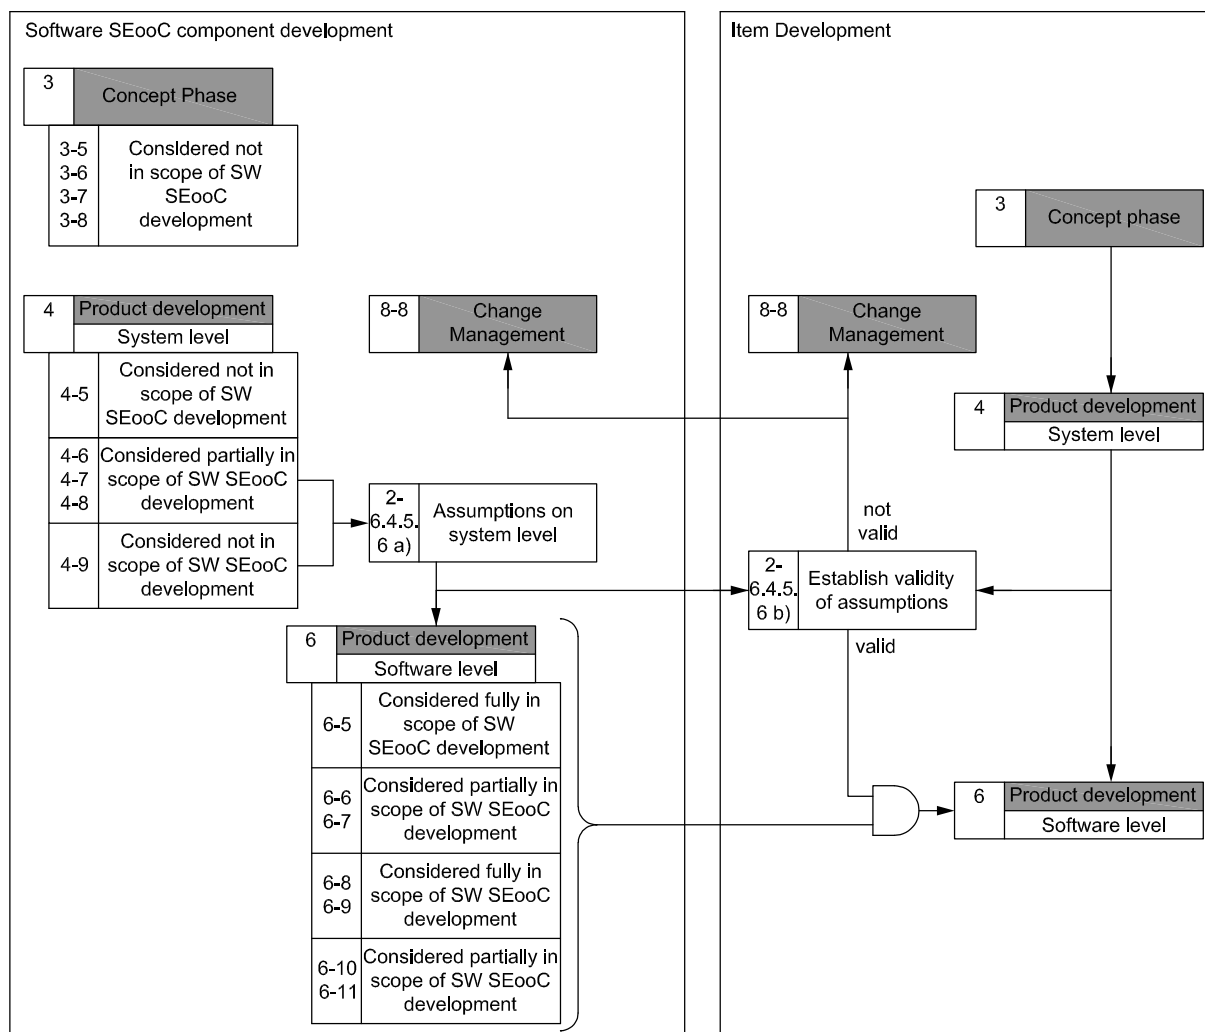 Software SEooC component development
3
Concept Phase
3-5
3-6
3-7
3-8
Considered not
in scope of SW
SEooC
development
4
Product development
System level
4-5
Considered not in
scope of SW
SEooC development
4-6
4-7
4-8
Considered partially in
scope of SW SEooC
development
4-9
Considered not in
scope of SW SEooC
development
8-8
Change
Management
2-
6.4.5.
6 a)
Assumptions on
system level
6
Product development
Software level
6-5
Considered fully in
scope of SW
SEooC development
6-6
6-7
Considered partially in
scope of SW SEooC
development
6-8
6-9
Considered fully in
scope of SW SEooC
development
6-10
6-11
Considered partially in
scope of SW SEooC
development
Item Development
3
Concept phase
8-8
Change
Management
4
Product development
System level
not
valid
2-
6.4.5.
6 b)
Establish validity
of assumptions
valid
6
Product development
Software level